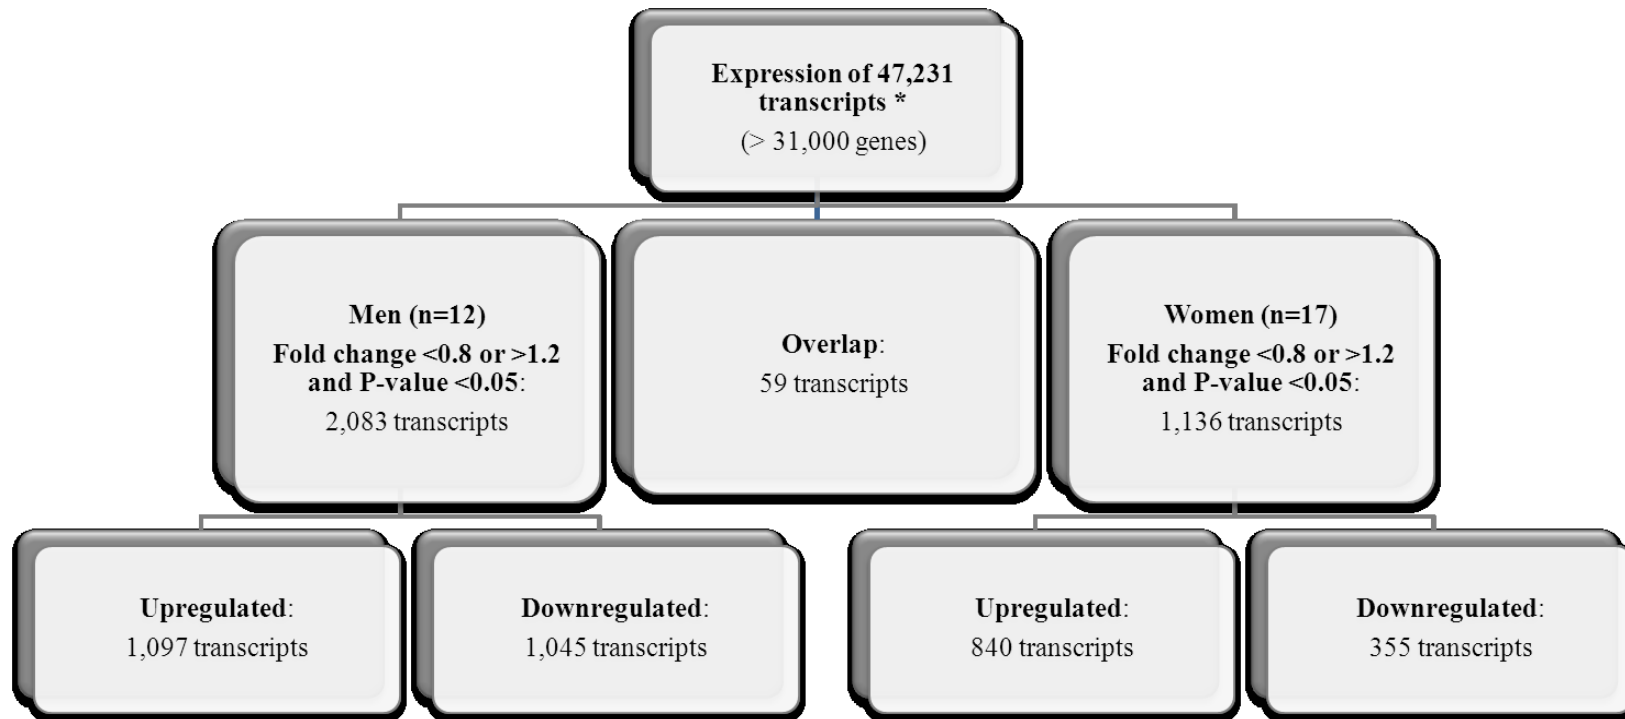 Expression of 47,231
transcripts *
(> 31,000 genes)
Men (n=12)
Fold change <0.8 or >1.2
and P-value <0.05:
2,083 transcripts
Overlap:
59 transcripts
Women (n=17)
Fold change <0.8 or >1.2
and P-value <0.05:
1,136 transcripts
Upregulated:
1,097 transcripts
Downregulated:
1,045 transcripts
Upregulated:
840 transcripts
Downregulated:
355 transcripts